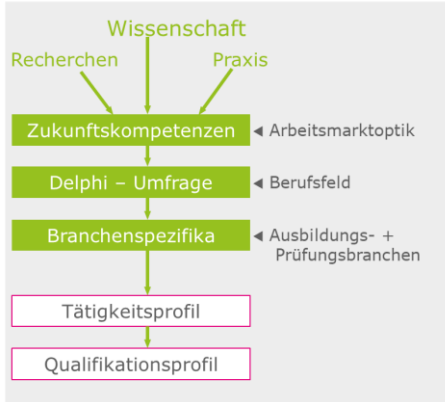 Wissenschaft
Recherchen
Praxis
Zukunftskompetenzen
Arbeitsmarktoptik
Delphi – Umfrage
Berufsfeld
Branchenspezifika
Ausbildungs- +
Prüfungsbranchen
Tätigkeitsprofil
Qualifikationsprofil